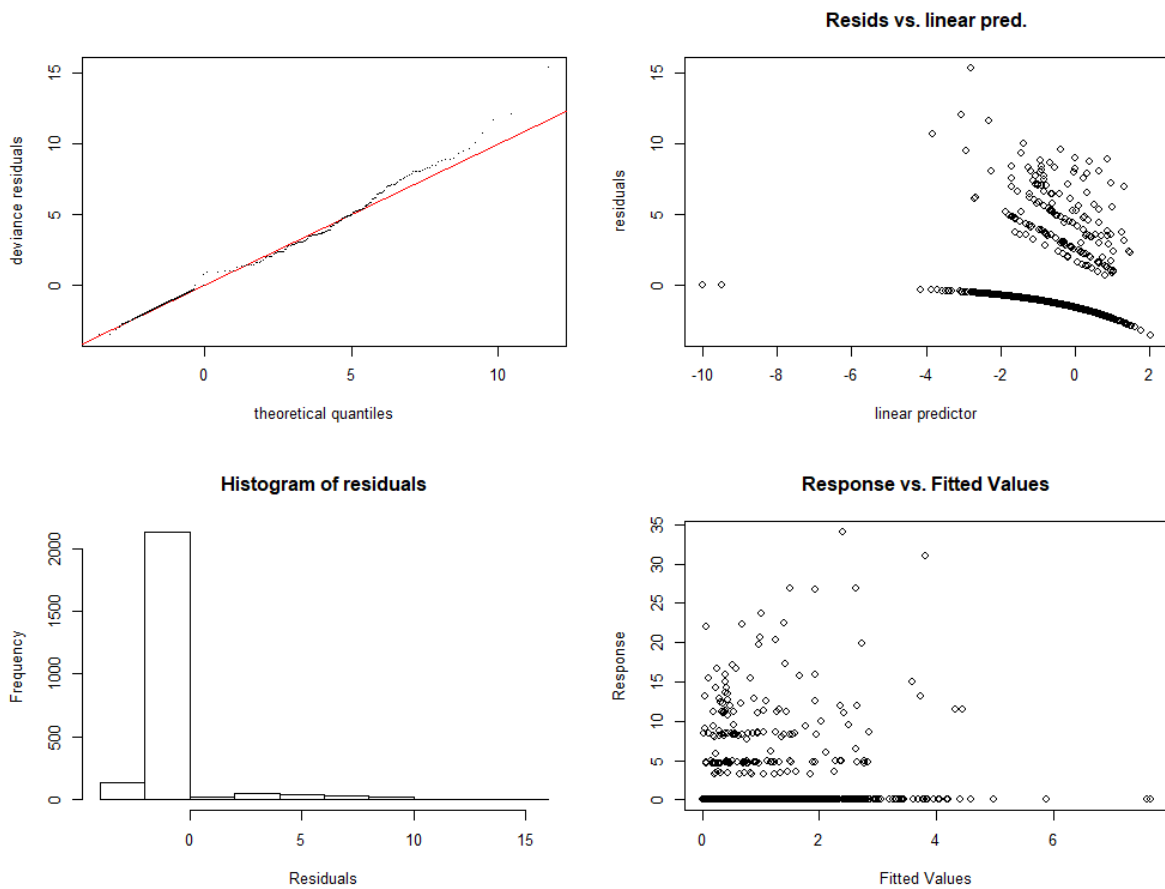 deviance residuals
15
10
5
0
0 5 10
theoretical quantiles
Resids vs. linear pred.
residuals
15
10
5
0
-10 -8 -6 -4 -2 0 2
linear predictor
Histogram of residuals
Frequency
2000
1500
1000
500
0
0 5 10 15
Residuals
Response vs. Fitted Values
Response
35
30
25
20
15
10
5
0
0 2 4 6
Fitted Values